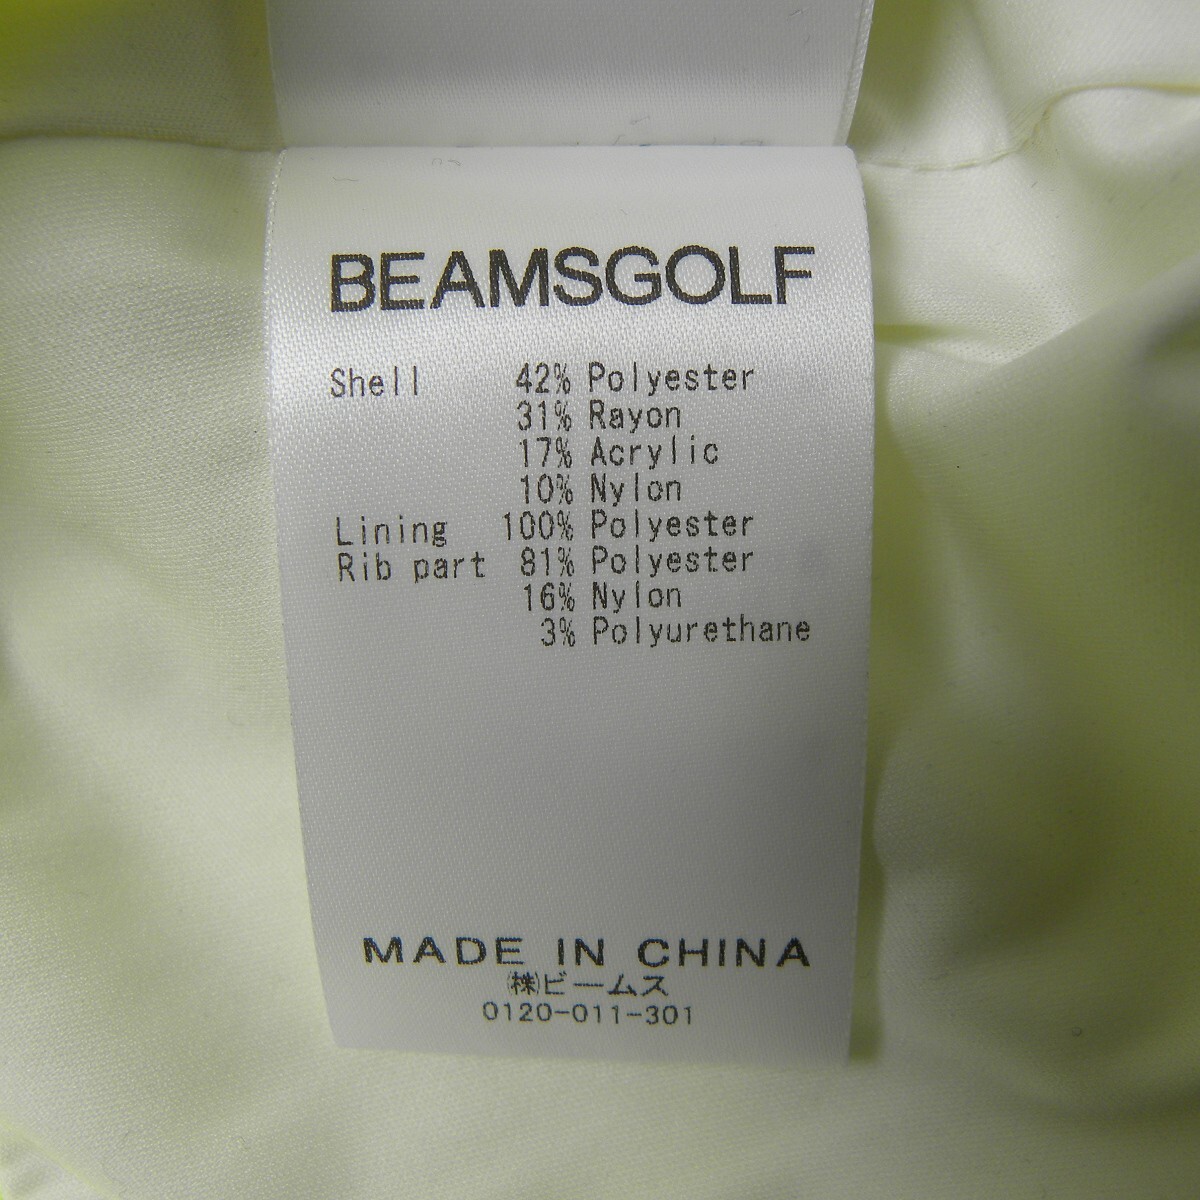 BEAMSGOLF
Shell 42% Polyester
31% Rayon
17% Acrylic
10% Nylon
Lining 100% Polyester
Rib part 81% Polyester
16% Nylon
3% Polyurethane
MADE IN CHINA
㈱ビームス
0120-011-301